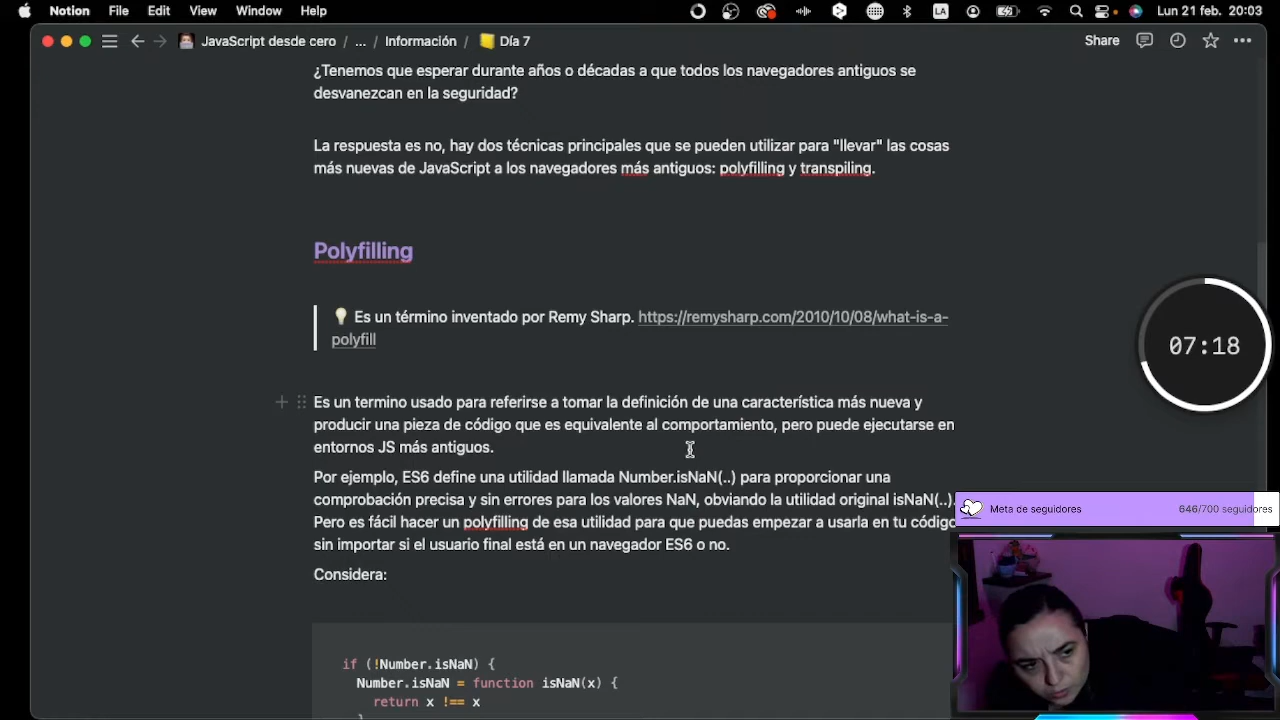 Notion File Edit View Window Help LA Lun 21 feb. 20:03
JavaScript desde cero / ... / Información / Día 7 Share
¿Tenemos que esperar durante años o décadas a que todos los navegadores antiguos se
desvanezcan en la seguridad?
La respuesta es no, hay dos técnicas principales que se pueden utilizar para "llevar" las cosas
más nuevas de JavaScript a los navegadores más antiguos: polyfilling y transpiling.
Polyfilling
Es un término inventado por Remy Sharp. https://remysharp.com/2010/10/08/what-is-a-
polyfill
07:18
Es un termino usado para referirse a tomar la definición de una característica más nueva y
producir una pieza de código que es equivalente al comportamiento, pero puede ejecutarse en
entornos JS más antiguos.
Por ejemplo, ES6 define una utilidad llamada Number.isNaN(..) para proporcionar una
comprobación precisa y sin errores para los valores NaN, obviando la utilidad original isNaN(..).
Pero es fácil hacer un polyfilling de esa utilidad para que puedas empezar a usarla en tu código
sin importar si el usuario final está en un navegador ES6 o no.
Meta de seguidores 646/700 seguidores
Considera:
if (!Number.isNaN) {
Number.isNaN = function isNaN(x) {
return x !== x
}